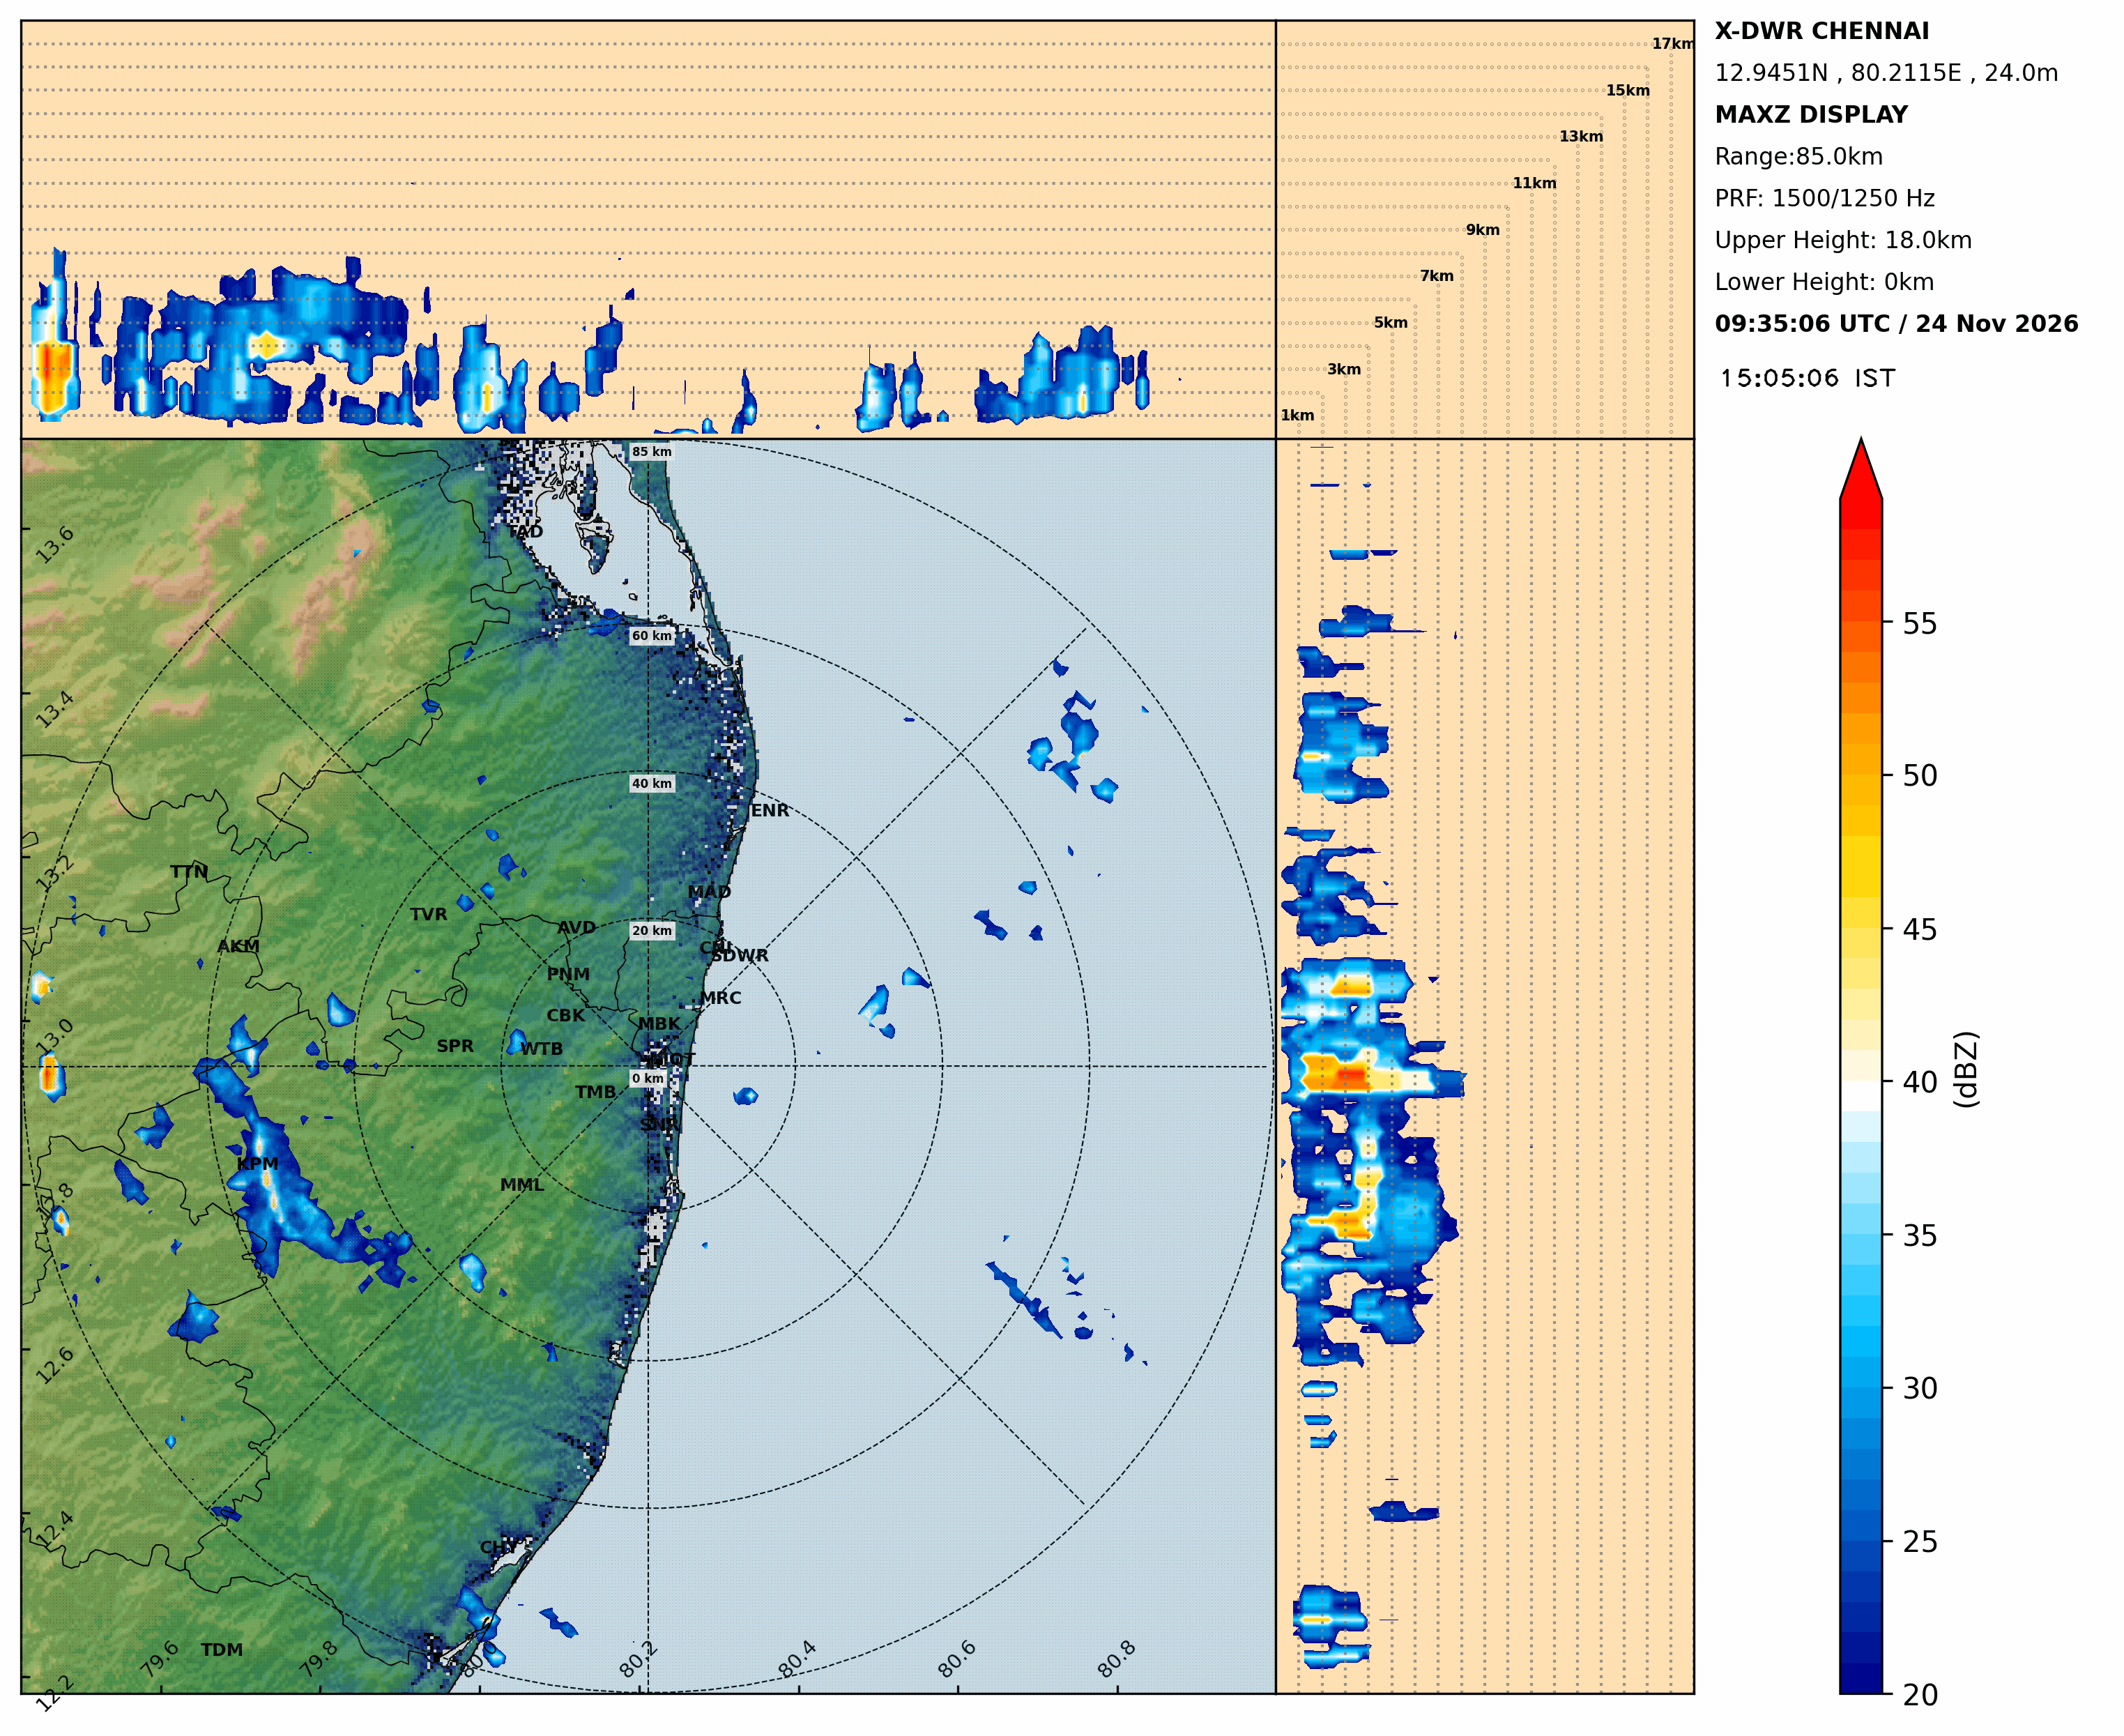 X-DWR CHENNAI
12.9451N , 80.2115E , 24.0m
MAXZ DISPLAY
Range:85.0km
PRF: 1500/1250 Hz
Upper Height: 18.0km
Lower Height: 0km
09:35:06 UTC / 24 Nov 2026
15:05:06 IST
17km
15km
13km
11km
9km
7km
5km
3km
1km
85 km
TAD
13.6
60 km
13.4
40 km
ENR
13.2
TTN
MAD
TVR
AVD
20 km
AKM
SDWR
PNM
MRC
CBK
MBK
13.0
SPR
WTB
0 km
TMB
SNR
KPM
MML
12.6
12.4
CHY
TDM
12.2
79.6
79.8
80.2
80.4
80.6
80.8
55
50
45
40
35
30
25
20
(dBZ)